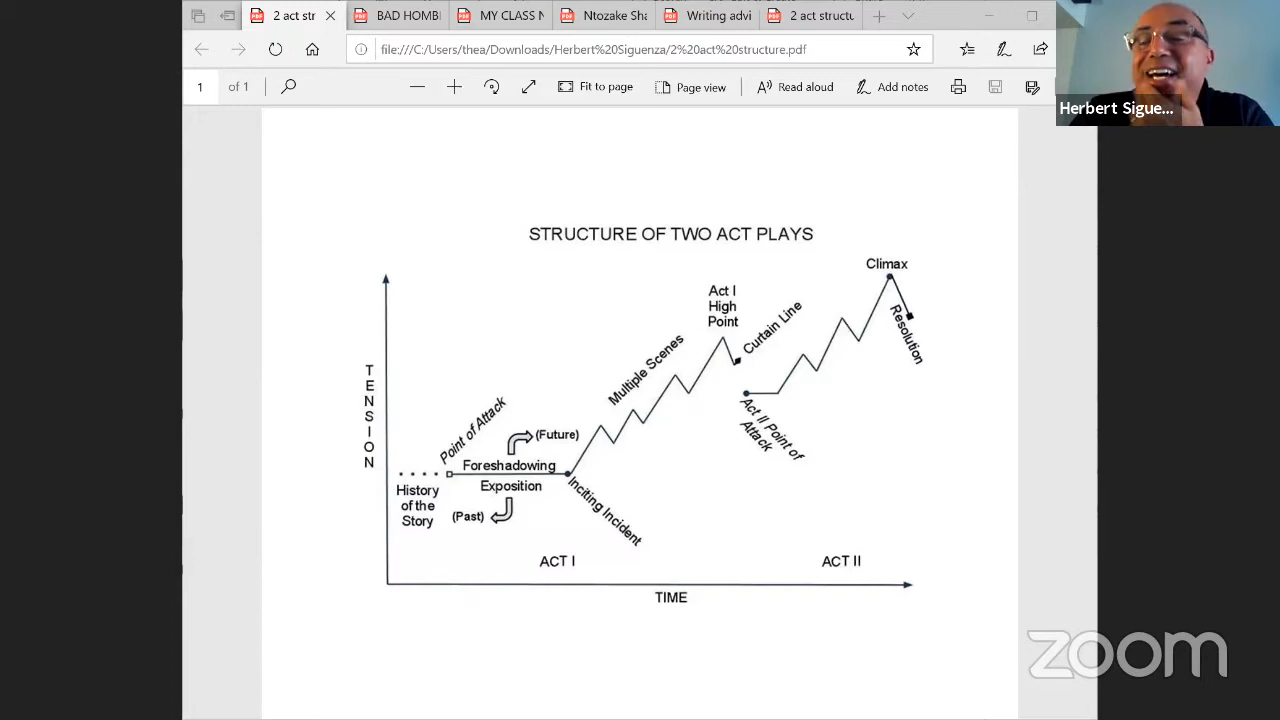 2 act str
BAD HOMB
MY CLASS N
Ntozake Sha
Writing advi
2 act structu
file:///C:/Users/thea/Downloads/Herbert%20Siguenza/2%20act%20structure.pdf
1
of 1
Fit to page
Page view
Read aloud
Add notes
Herbert Sigue...
STRUCTURE OF TWO ACT PLAYS
Climax
Act I
High
Point
Curtain Line
Resolution
Multiple Scenes
TENSION
Point of Attack
Act II Point of
Attack
(Future)
Foreshadowing
Exposition
History
of the
Story
(Past)
Inciting Incident
ACT I
ACT II
TIME
zoom